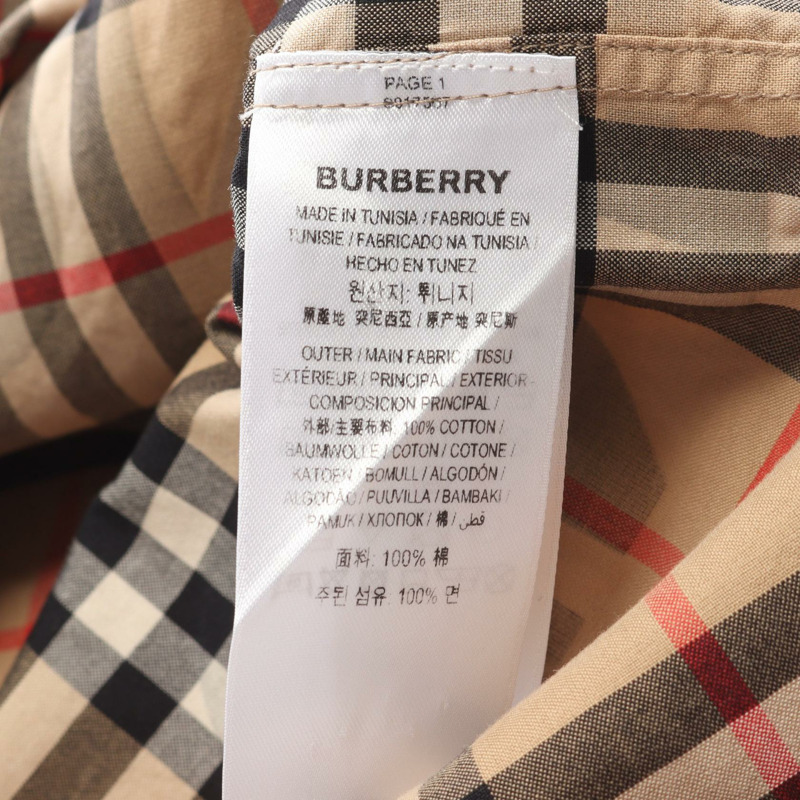 PAGE 1
8017567
BURBERRY
MADE IN TUNISIA / FABRIQUÉ EN
TUNISIE / FABRICADO NA TUNISIA /
HECHO EN TUNEZ
원산지: 튀니지
原產地 突尼西亞 / 原产地 突尼斯
OUTER / MAIN FABRIC / TISSU
EXTÉRIEUR / PRINCIPAL / EXTERIOR -
COMPOSICION PRINCIPAL /
外部/主要布料 100% COTTON /
BAUMWOLLE / COTON / COTONE /
KATOEN / BOMULL / ALGODÓN /
ALGODÃO / PUUVILLA / BAMBAKI /
PAMUK / ХЛОПОК / 棉 / قطن
面料: 100% 棉
주된 섬유: 100% 면